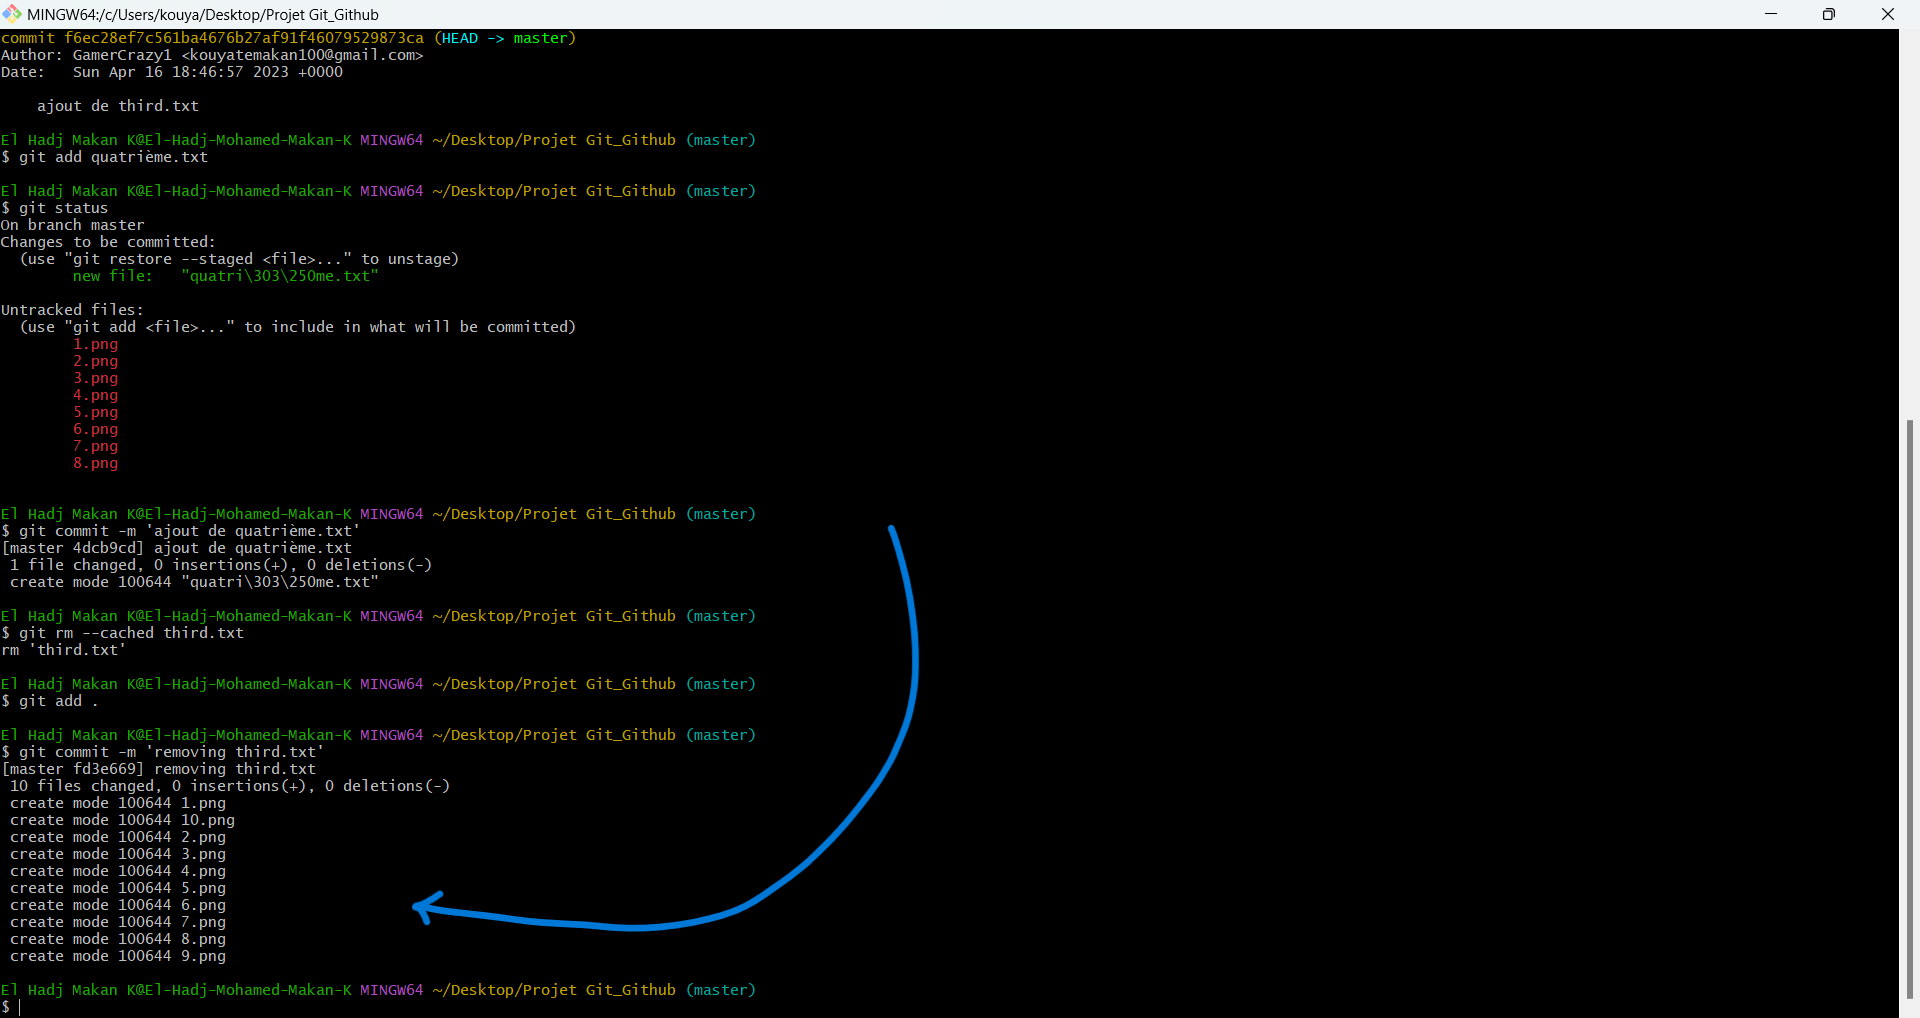 MINGW64:/c/Users/kouya/Desktop/Projet Git_Github
commit f6ec28ef7c561ba4676b27af91f46079529873ca (HEAD -> master)
Author: GamerCrazy1 <kouyatemakan100@gmail.com>
Date:   Sun Apr 16 18:46:57 2023 +0000
    ajout de third.txt
El Hadj Makan K@El-Hadj-Mohamed-Makan-K MINGW64 ~/Desktop/Projet Git_Github (master)
$ git add quatrième.txt
El Hadj Makan K@El-Hadj-Mohamed-Makan-K MINGW64 ~/Desktop/Projet Git_Github (master)
$ git status
On branch master
Changes to be committed:
  (use "git restore --staged <file>..." to unstage)
        new file:   "quatri\303\250me.txt"
Untracked files:
  (use "git add <file>..." to include in what will be committed)
        1.png
        2.png
        3.png
        4.png
        5.png
        6.png
        7.png
        8.png
El Hadj Makan K@El-Hadj-Mohamed-Makan-K MINGW64 ~/Desktop/Projet Git_Github (master)
$ git commit -m 'ajout de quatrième.txt'
[master 4dcb9cd] ajout de quatrième.txt
 1 file changed, 0 insertions(+), 0 deletions(-)
 create mode 100644 "quatri\303\250me.txt"
El Hadj Makan K@El-Hadj-Mohamed-Makan-K MINGW64 ~/Desktop/Projet Git_Github (master)
$ git rm --cached third.txt
rm 'third.txt'
El Hadj Makan K@El-Hadj-Mohamed-Makan-K MINGW64 ~/Desktop/Projet Git_Github (master)
$ git add .
El Hadj Makan K@El-Hadj-Mohamed-Makan-K MINGW64 ~/Desktop/Projet Git_Github (master)
$ git commit -m 'removing third.txt'
[master fd3e669] removing third.txt
 10 files changed, 0 insertions(+), 0 deletions(-)
 create mode 100644 1.png
 create mode 100644 10.png
 create mode 100644 2.png
 create mode 100644 3.png
 create mode 100644 4.png
 create mode 100644 5.png
 create mode 100644 6.png
 create mode 100644 7.png
 create mode 100644 8.png
 create mode 100644 9.png
El Hadj Makan K@El-Hadj-Mohamed-Makan-K MINGW64 ~/Desktop/Projet Git_Github (master)
$